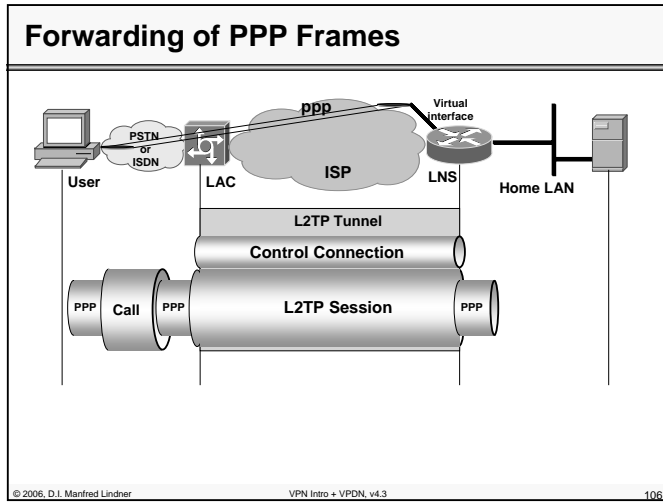 Forwarding of PPP Frames
ppp
Virtual
interface
PSTN
or
ISDN
User
LAC
ISP
LNS
Home LAN
L2TP Tunnel
Control Connection
PPP
Call
PPP
L2TP Session
PPP
© 2006, D.I. Manfred Lindner
VPN Intro + VPDN, v4.3
106